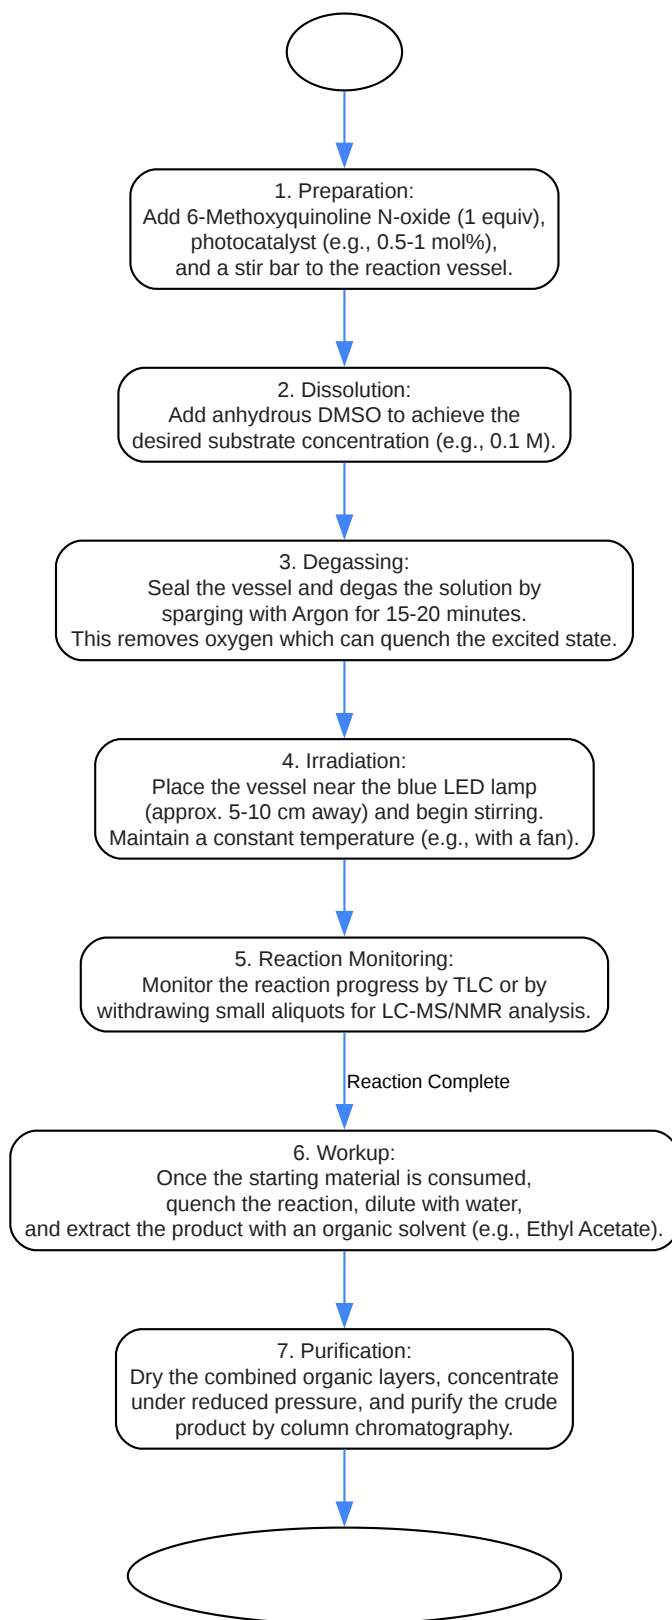 1. Preparation:
Add 6-Methoxyquinoline N-oxide (1 equiv),
photocatalyst (e.g., 0.5-1 mol%),
and a stir bar to the reaction vessel.
2. Dissolution:
Add anhydrous DMSO to achieve the
desired substrate concentration (e.g., 0.1 M).
3. Degassing:
Seal the vessel and degas the solution by
sparging with Argon for 15-20 minutes.
This removes oxygen which can quench the excited state.
4. Irradiation:
Place the vessel near the blue LED lamp
(approx. 5-10 cm away) and begin stirring.
Maintain a constant temperature (e.g., with a fan).
5. Reaction Monitoring:
Monitor the reaction progress by TLC or by
withdrawing small aliquots for LC-MS/NMR analysis.
Reaction Complete
6. Workup:
Once the starting material is consumed,
quench the reaction, dilute with water,
and extract the product with an organic solvent (e.g., Ethyl Acetate).
7. Purification:
Dry the combined organic layers, concentrate
under reduced pressure, and purify the crude
product by column chromatography.